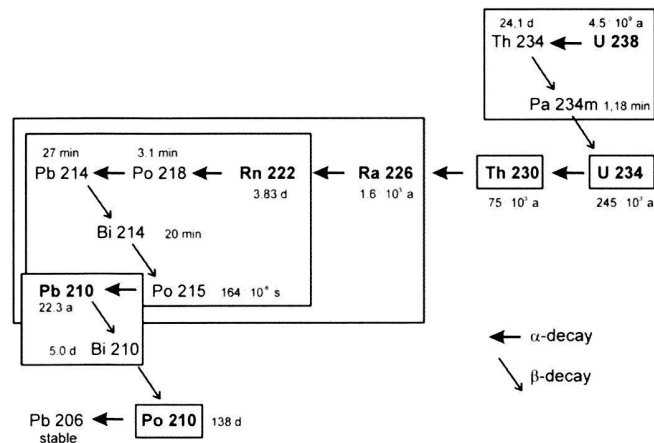 24.1 d 4.5 · 10⁹ a
Th 234 U 238
Pa 234m 1,18 min
27 min 3.1 min
Pb 214 Po 218 Rn 222 Ra 226 Th 230 U 234
3.83 d 1.6 · 10³ a 75 · 10³ a 245 · 10³ a
Bi 214 20 min
Pb 210 Po 215 164 · 10⁻⁶ s
22.3 a
5.0 d Bi 210
α-decay
β-decay
Pb 206 Po 210 138 d
stable